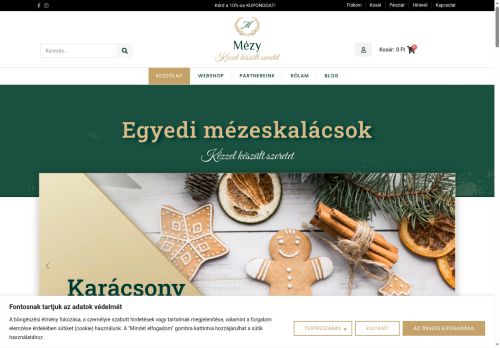 Kérd a 10%-os KUPONODAT!
Fiókom Kosár Pénztár Hírlevél Kapcsolat
M
Mézy
Kézzel készült szeretet
Keresés...
Kosár: 0 Ft
0
KEZDŐLAP WEBSHOP PARTNEREINK RÓLAM BLOG
Egyedi mézeskalácsok
Kézzel készült szeretet
Karácsony
Fontosnak tartjuk az adatok védelmét
A böngészési élmény fokozása, a személyre szabott hirdetések vagy tartalmak megjelenítése, valamint a forgalom
elemzése érdekében sütiket (cookie) használunk. A "Mindet elfogadom" gombra kattintva hozzájárulhat a sütik
használatához.
TESTRESZABÁS
ELUTASÍT
AZ ÖSSZES ELFOGADÁSA